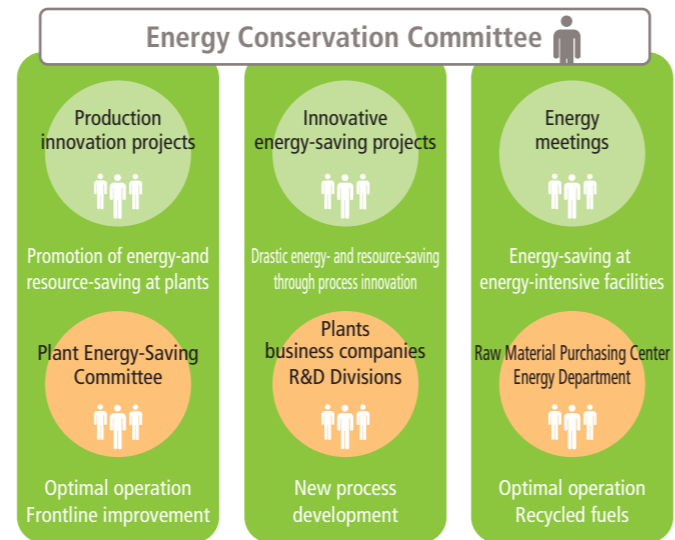 Energy Conservation Committee
Production
innovation projects
Promotion of energy-and
resource-saving at plants
Plant Energy-Saving
Committee
Optimal operation
Frontline improvement
Innovative
energy-saving projects
Drastic energy- and resource-saving
through process innovation
Plants
business companies
R&D Divisions
New process
development
Energy
meetings
Energy-saving at
energy-intensive facilities
Raw Material Purchasing Center
Energy Department
Optimal operation
Recycled fuels